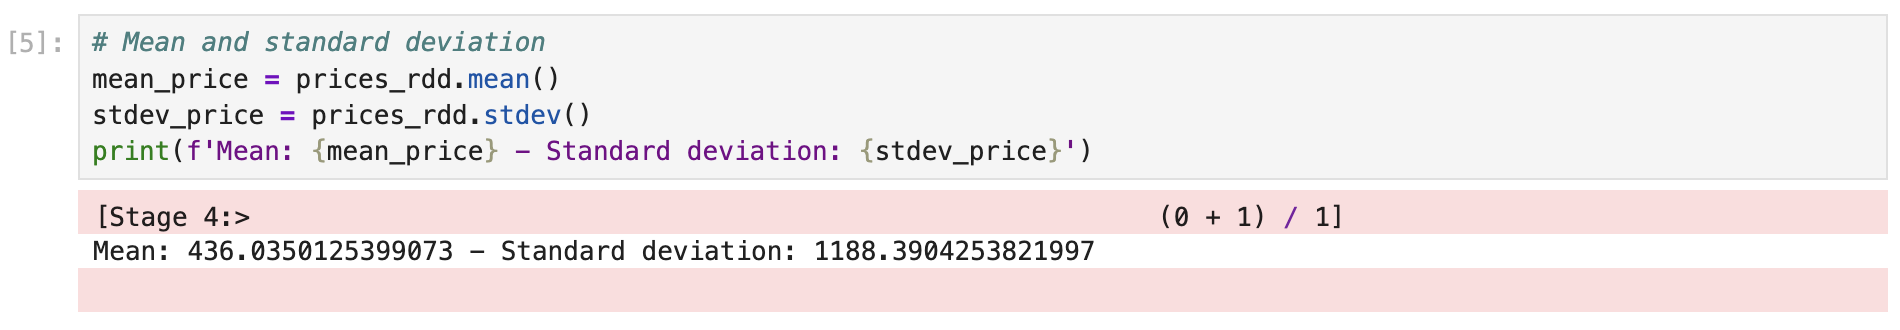 [5]:
# Mean and standard deviation
mean_price = prices_rdd.mean()
stdev_price = prices_rdd.stdev()
print(f'Mean: {mean_price} – Standard deviation: {stdev_price}')
[Stage 4:> (0 + 1) / 1]
Mean: 436.0350125399073 – Standard deviation: 1188.3904253821997